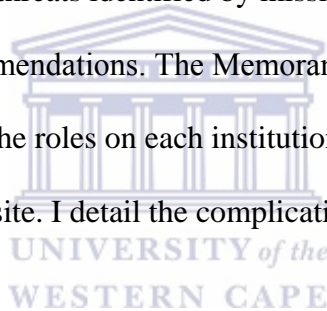 threats identified by missi
mendations. The Memoran
he roles on each institution
site. I detail the complicati
UNIVERSITY of the
WESTERN CAPE